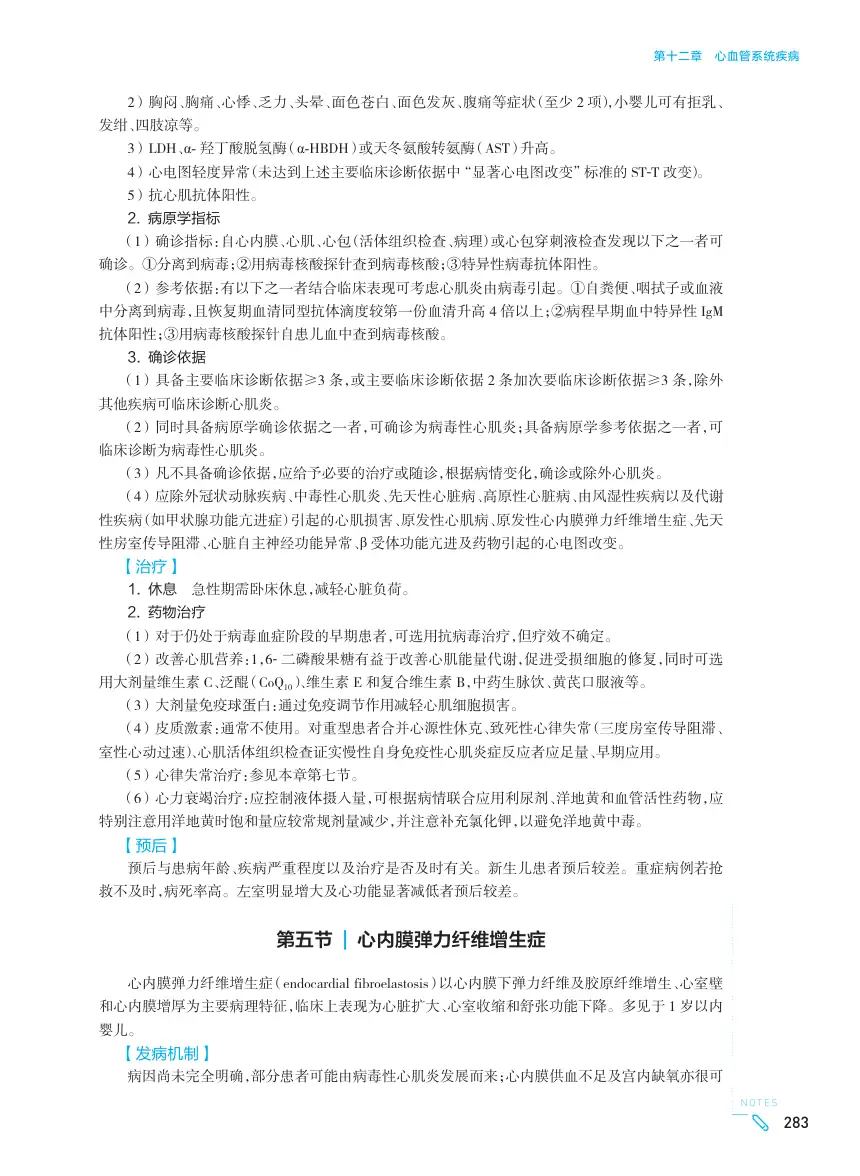 第十二章 心血管系统疾病
2）胸闷、胸痛、心悸、乏力、头晕、面色苍白、面色发灰、腹痛等症状（至少 2 项），小婴儿可有拒乳、
发绀、四肢凉等。
3）LDH、α- 羟丁酸脱氢酶（α-HBDH）或天冬氨酸转氨酶（AST）升高。
4）心电图轻度异常（未达到上述主要临床诊断依据中“显著心电图改变”标准的 ST-T 改变）。
5）抗心肌抗体阳性。
2. 病原学指标
（1）确诊指标：自心内膜、心肌、心包（活体组织检查、病理）或心包穿刺液检查发现以下之一者可
确诊。①分离到病毒；②用病毒核酸探针查到病毒核酸；③特异性病毒抗体阳性。
（2）参考依据：有以下之一者结合临床表现可考虑心肌炎由病毒引起。①自粪便、咽拭子或血液
中分离到病毒，且恢复期血清同型抗体滴度较第一份血清升高 4 倍以上；②病程早期血中特异性 IgM
抗体阳性；③用病毒核酸探针自患儿血中查到病毒核酸。
3. 确诊依据
（1）具备主要临床诊断依据≥3 条，或主要临床诊断依据 2 条加次要临床诊断依据≥3 条，除外
其他疾病可临床诊断心肌炎。
（2）同时具备病原学确诊依据之一者，可确诊为病毒性心肌炎；具备病原学参考依据之一者，可
临床诊断为病毒性心肌炎。
（3）凡不具备确诊依据，应给予必要的治疗或随诊，根据病情变化，确诊或除外心肌炎。
（4）应除外冠状动脉疾病、中毒性心肌炎、先天性心脏病、高原性心脏病、由风湿性疾病以及代谢
性疾病（如甲状腺功能亢进症）引起的心肌损害、原发性心肌病、原发性心内膜弹力纤维增生症、先天
性房室传导阻滞、心脏自主神经功能异常、β 受体功能亢进及药物引起的心电图改变。
【治疗】
1. 休息 急性期需卧床休息，减轻心脏负荷。
2. 药物治疗
（1）对于仍处于病毒血症阶段的早期患者，可选用抗病毒治疗，但疗效不确定。
（2）改善心肌营养：1，6- 二磷酸果糖有益于改善心肌能量代谢，促进受损细胞的修复，同时可选
用大剂量维生素 C、泛醌（CoQ₁₀）、维生素 E 和复合维生素 B，中药生脉饮、黄芪口服液等。
（3）大剂量免疫球蛋白：通过免疫调节作用减轻心肌细胞损害。
（4）皮质激素：通常不使用。对重型患者合并心源性休克、致死性心律失常（三度房室传导阻滞、
室性心动过速）、心肌活体组织检查证实慢性自身免疫性心肌炎症反应者应足量、早期应用。
（5）心律失常治疗：参见本章第七节。
（6）心力衰竭治疗：应控制液体摄入量，可根据病情联合应用利尿剂、洋地黄和血管活性药物，应
特别注意用洋地黄时饱和量应较常规剂量减少，并注意补充氯化钾，以避免洋地黄中毒。
【预后】
预后与患病年龄、疾病严重程度以及治疗是否及时有关。新生儿患者预后较差。重症病例若抢
救不及时，病死率高。左室明显增大及心功能显著减低者预后较差。
第五节 | 心内膜弹力纤维增生症
心内膜弹力纤维增生症（endocardial fibroelastosis）以心内膜下弹力纤维及胶原纤维增生、心室壁
和心内膜增厚为主要病理特征，临床上表现为心脏扩大、心室收缩和舒张功能下降。多见于 1 岁以内
婴儿。
【发病机制】
病因尚未完全明确，部分患者可能由病毒性心肌炎发展而来；心内膜供血不足及宫内缺氧亦很可
NOTES
283